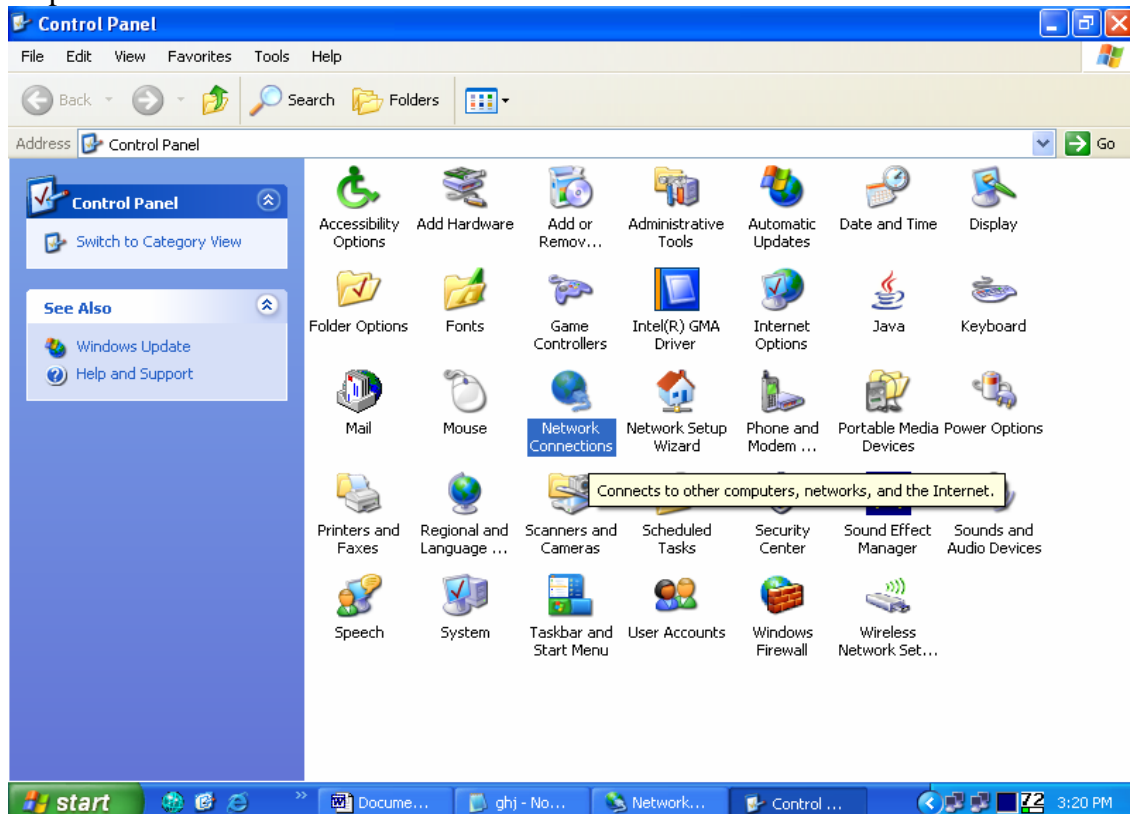 Control Panel
File Edit View Favorites Tools Help
Back Search Folders
Address Control Panel Go
Control Panel
Switch to Category View
See Also
Windows Update
Help and Support
Accessibility Options
Add Hardware
Add or Remov...
Administrative Tools
Automatic Updates
Date and Time
Display
Folder Options
Fonts
Game Controllers
Intel(R) GMA Driver
Internet Options
Java
Keyboard
Mail
Mouse
Network Connections
Network Setup Wizard
Phone and Modem ...
Portable Media Devices
Power Options
Connects to other computers, networks, and the Internet.
Printers and Faxes
Regional and Language ...
Scanners and Cameras
Scheduled Tasks
Security Center
Sound Effect Manager
Sounds and Audio Devices
Speech
System
Taskbar and Start Menu
User Accounts
Windows Firewall
Wireless Network Set...
start » Docume... ghj - No... Network... Control ... 72 3:20 PM